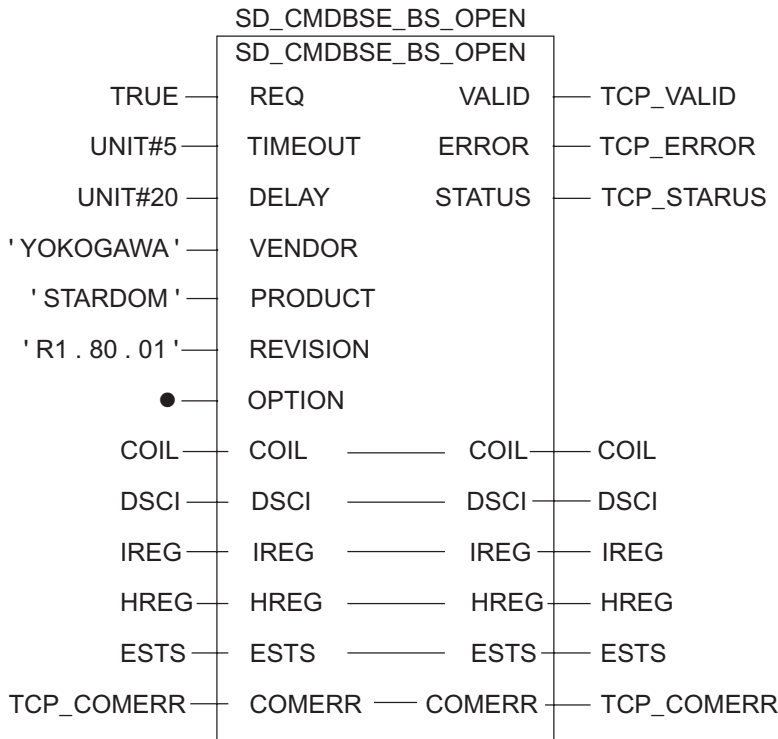 SD_CMDBSE_BS_OPEN
SD_CMDBSE_BS_OPEN
TRUE REQ VALID TCP_VALID
UNIT#5 TIMEOUT ERROR TCP_ERROR
UNIT#20 DELAY STATUS TCP_STARUS
' YOKOGAWA ' VENDOR
' STARDOM ' PRODUCT
' R1 . 80 . 01 ' REVISION
OPTION
COIL COIL COIL COIL
DSCI DSCI DSCI DSCI
IREG IREG IREG IREG
HREG HREG HREG HREG
ESTS ESTS ESTS ESTS
TCP_COMERR COMERR COMERR TCP_COMERR